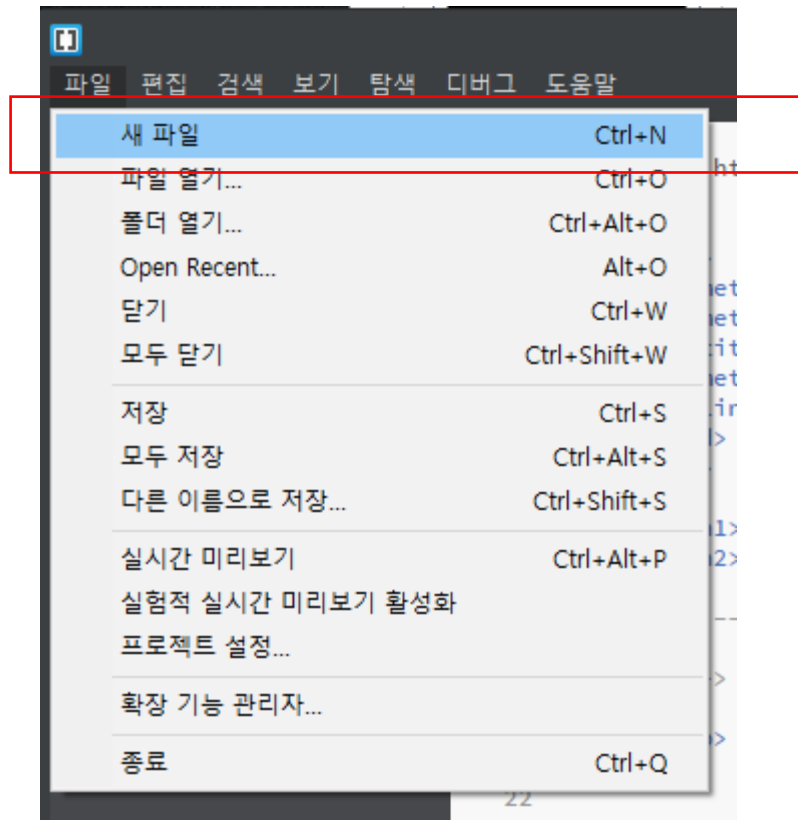 파일 편집 검색 보기 탐색 디버그 도움말
새 파일 Ctrl+N
파일 열기... Ctrl+O
폴더 열기... Ctrl+Alt+O
Open Recent... Alt+O
닫기 Ctrl+W
모두 닫기 Ctrl+Shift+W
저장 Ctrl+S
모두 저장 Ctrl+Alt+S
다른 이름으로 저장... Ctrl+Shift+S
실시간 미리보기 Ctrl+Alt+P
실험적 실시간 미리보기 활성화
프로젝트 설정...
확장 기능 관리자...
종료 Ctrl+Q
22